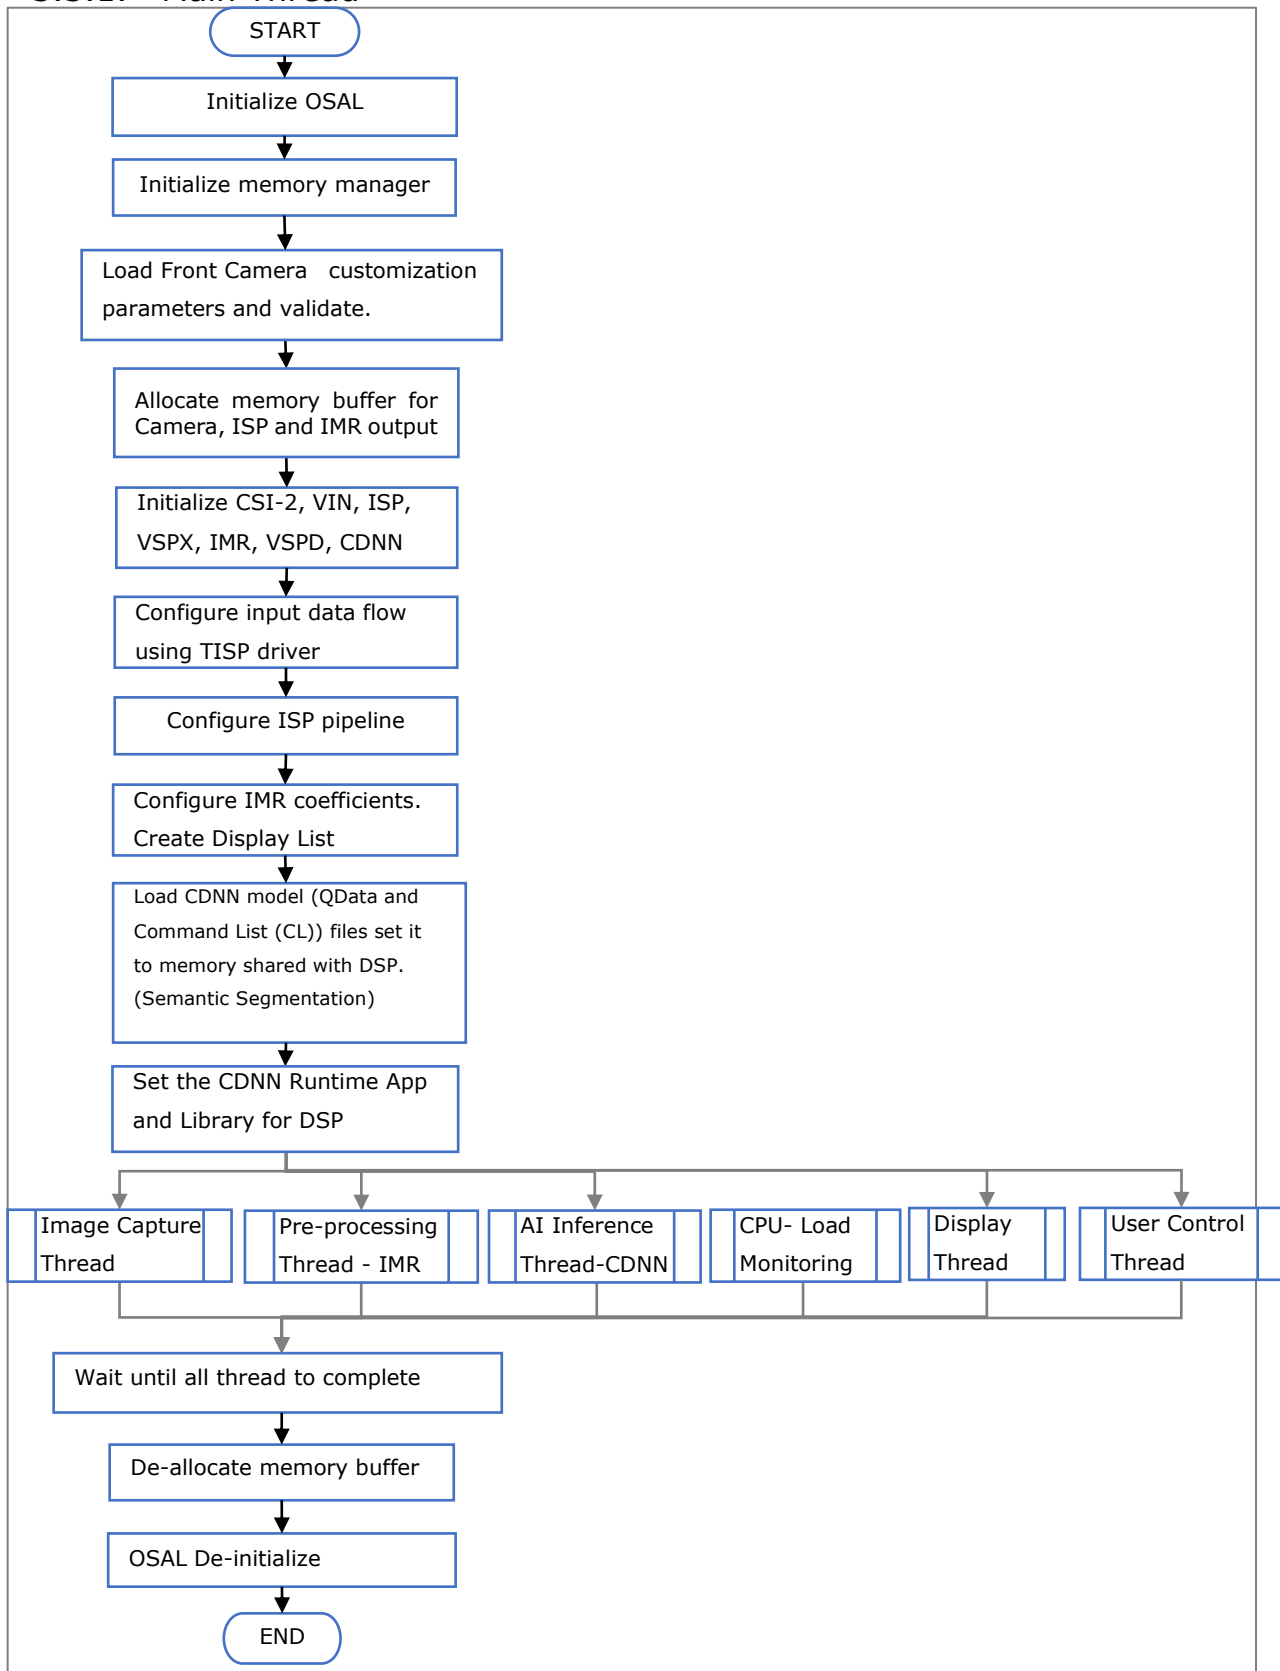 Main Thread
START
Initialize OSAL
Initialize memory manager
Load Front Camera customization
parameters and validate.
Allocate memory buffer for
Camera, ISP and IMR output
Initialize CSI-2, VIN, ISP,
VSPX, IMR, VSPD, CDNN
Configure input data flow
using TISP driver
Configure ISP pipeline
Configure IMR coefficients.
Create Display List
Load CDNN model (QData and
Command List (CL)) files set it
to memory shared with DSP.
(Semantic Segmentation)
Set the CDNN Runtime App
and Library for DSP
Image Capture
Thread
Pre-processing
Thread - IMR
AI Inference
Thread-CDNN
CPU- Load
Monitoring
Display
Thread
User Control
Thread
Wait until all thread to complete
De-allocate memory buffer
OSAL De-initialize
END